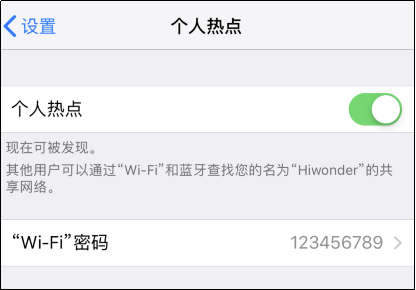 设置
个人热点
个人热点
现在可被发现。
其他用户可以通过“Wi-Fi”和蓝牙查找您的名为“Hiwonder”的共
享网络。
“Wi-Fi”密码 123456789